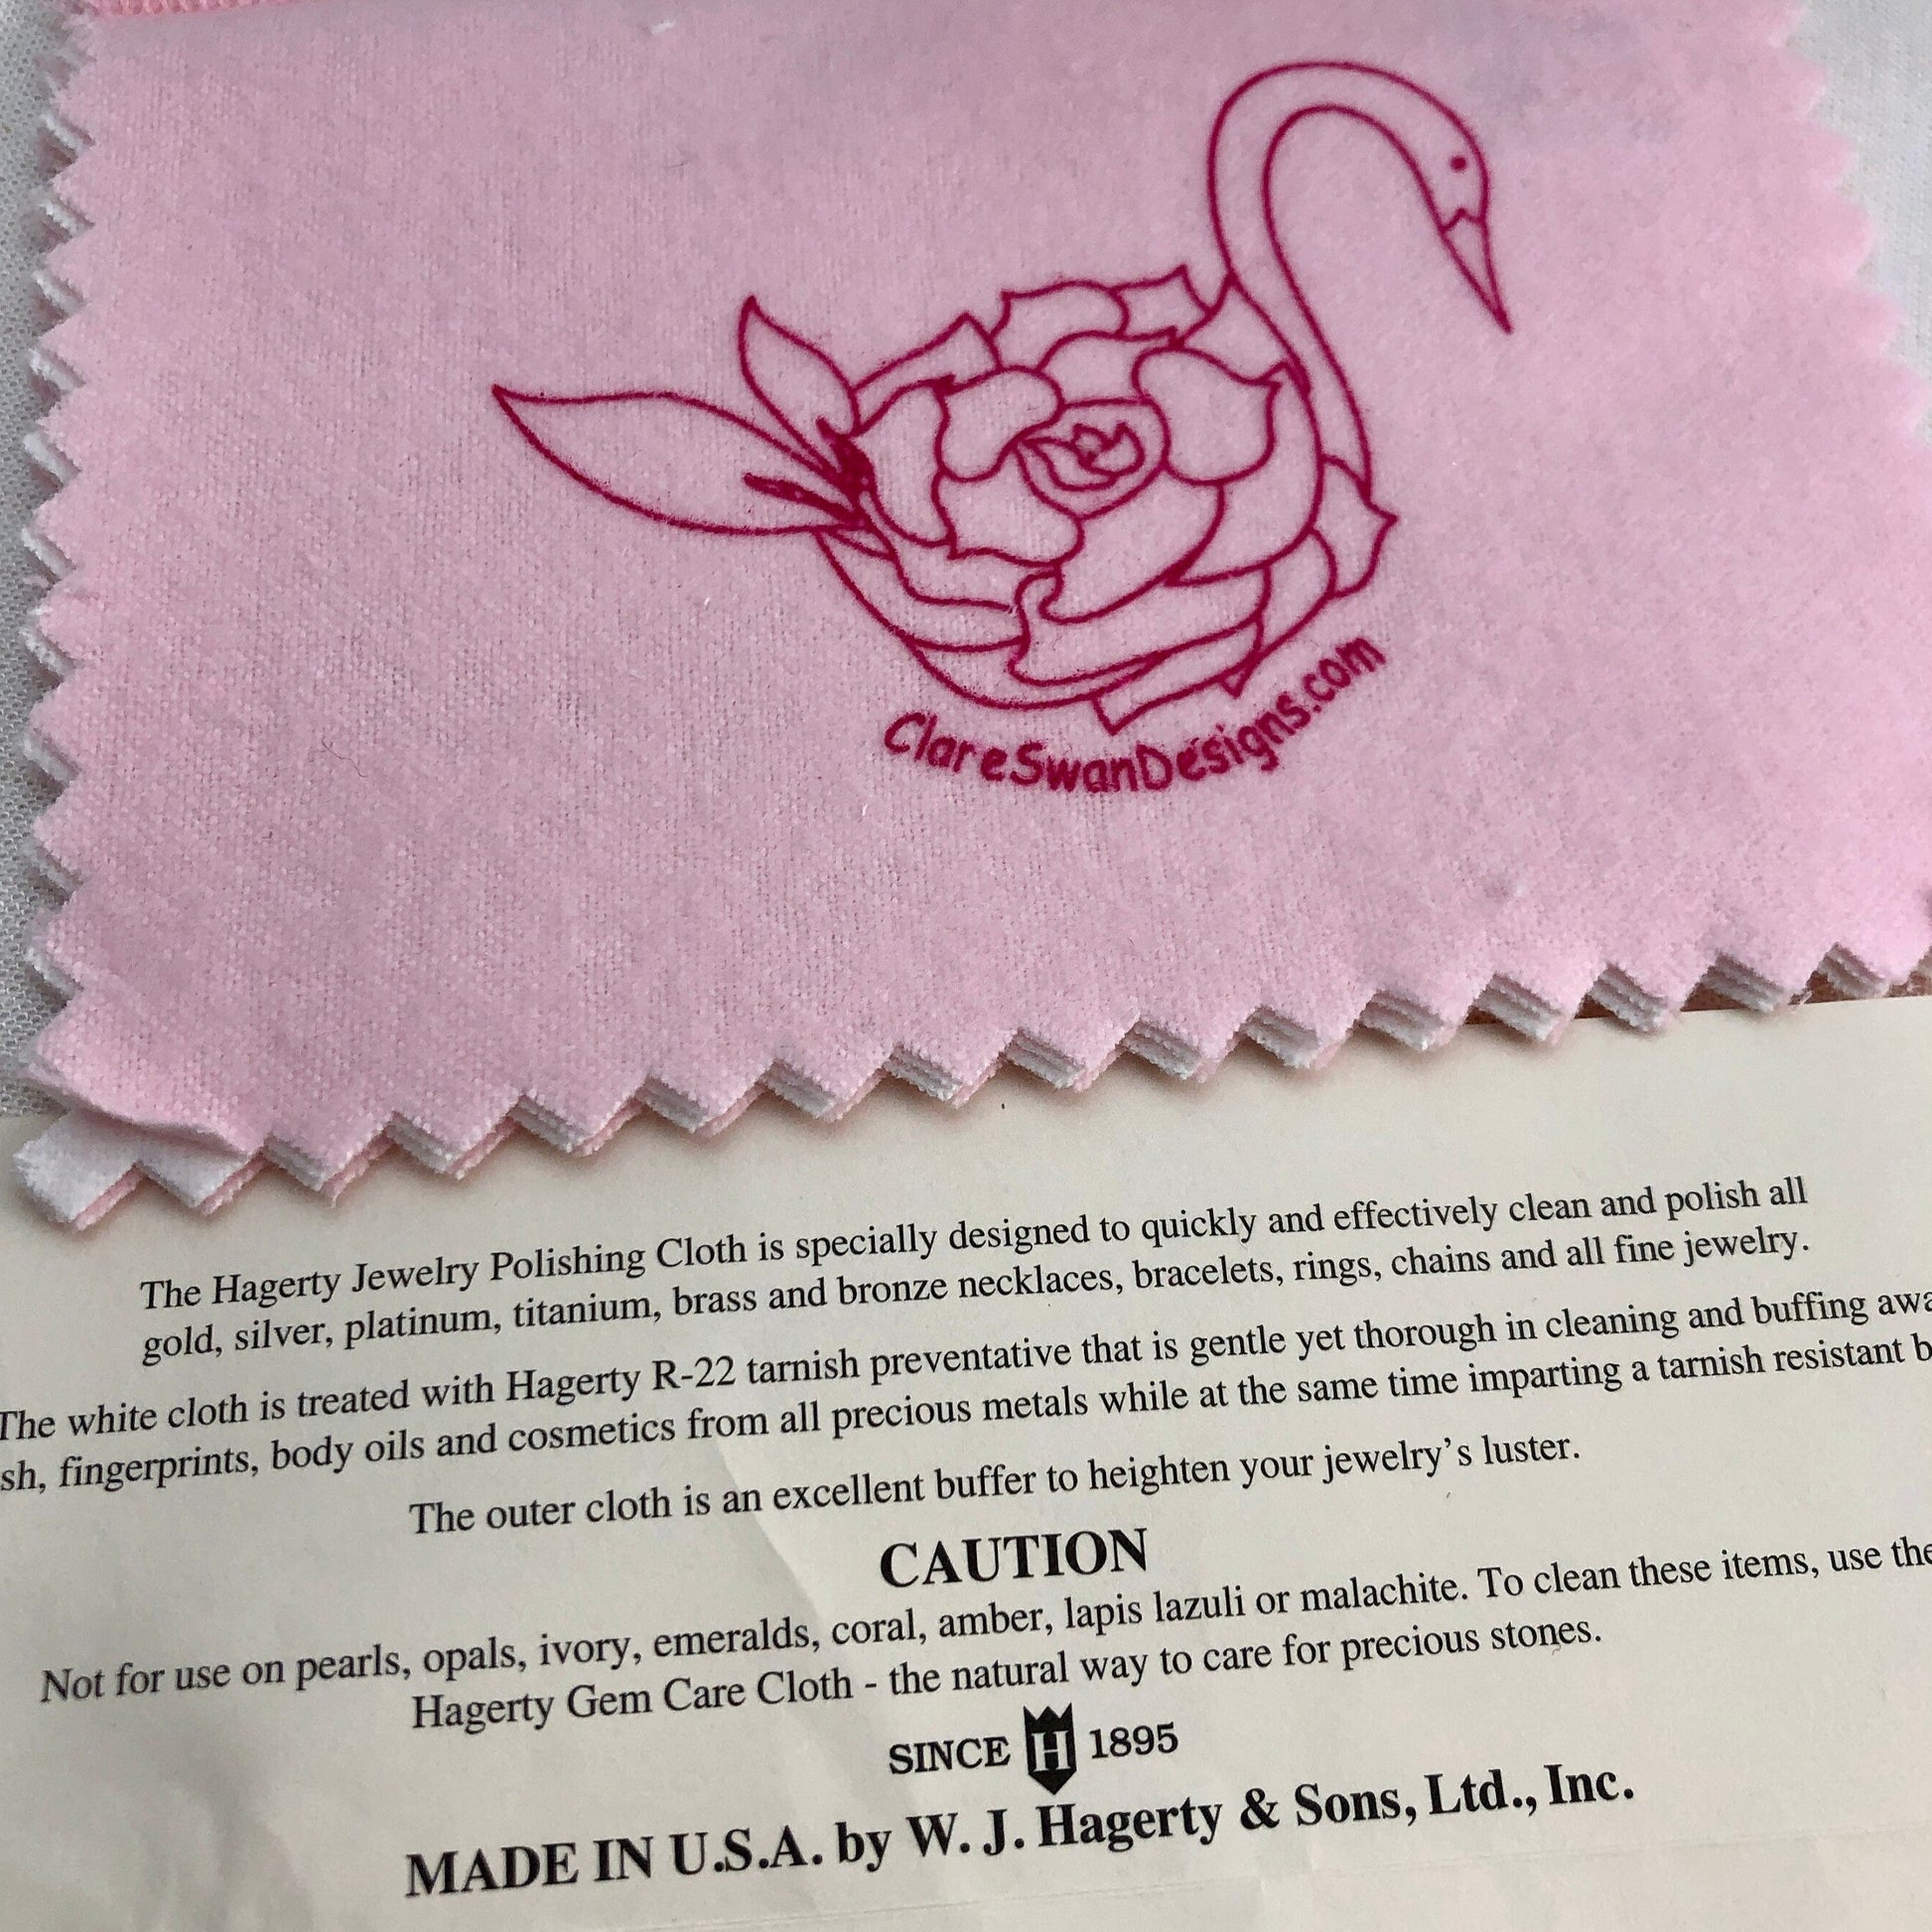 ClareSwanDesigns.com
The Hagerty Jewelry Polishing Cloth is specially designed to quickly and effectively clean and polish all
gold, silver, platinum, titanium, brass and bronze necklaces, bracelets, rings, chains and all fine jewelry.
The white cloth is treated with Hagerty R-22 tarnish preventative that is gentle yet thorough in cleaning and buffing
fingerprints, body oils and cosmetics from all precious metals while at the same time imparting a tarnish resistant
The outer cloth is an excellent buffer to heighten your jewelry's luster.
CAUTION
Not for use on pearls, opals, ivory, emeralds, coral, amber, lapis lazuli or malachite. To clean these items, use the
Hagerty Gem Care Cloth - the natural way to care for precious stones.
SINCE H 1895
MADE IN U.S.A. by W. J. Hagerty & Sons, Ltd., Inc.